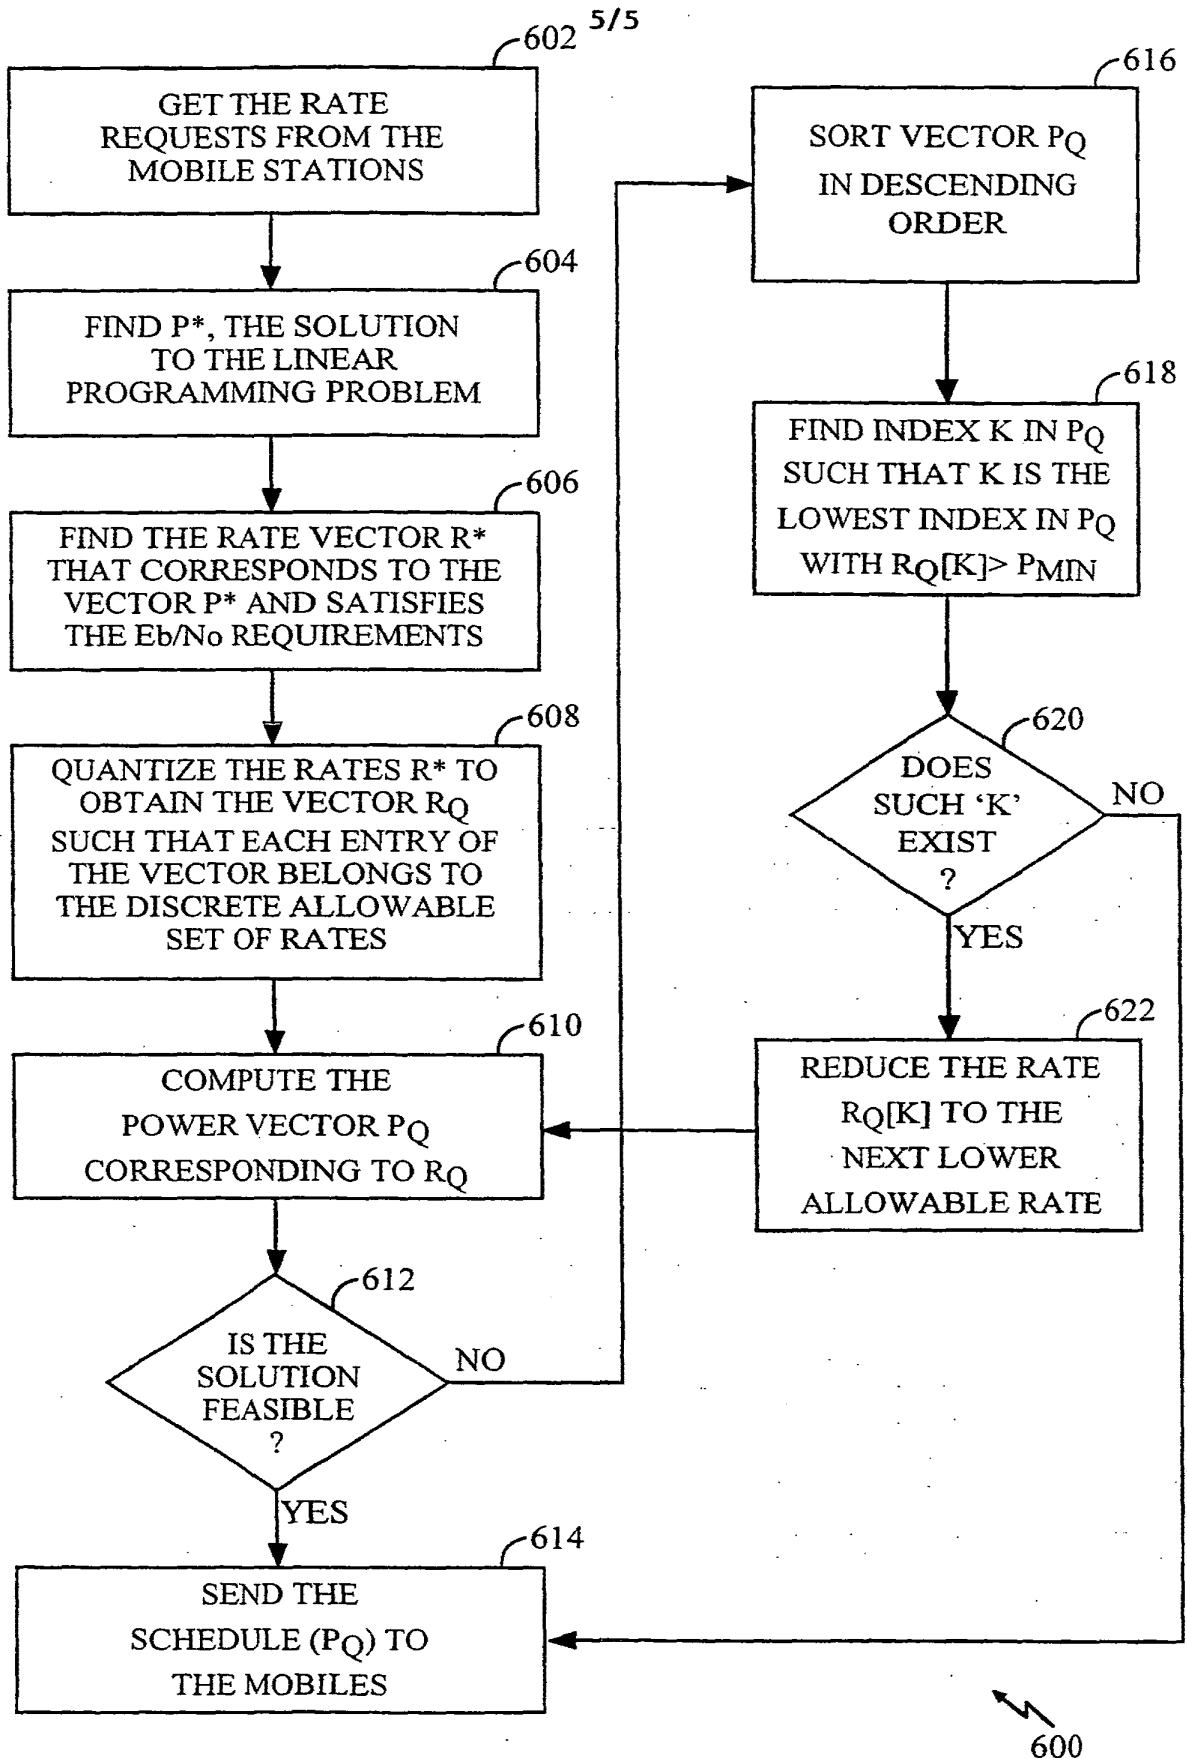 5/5
602
GET THE RATE
REQUESTS FROM THE
MOBILE STATIONS
604
FIND P*, THE SOLUTION
TO THE LINEAR
PROGRAMMING PROBLEM
606
FIND THE RATE VECTOR R*
THAT CORRESPONDS TO THE
VECTOR P* AND SATISFIES
THE Eb/No REQUIREMENTS
608
QUANTIZE THE RATES R* TO
OBTAIN THE VECTOR RQ
SUCH THAT EACH ENTRY OF
THE VECTOR BELONGS TO
THE DISCRETE ALLOWABLE
SET OF RATES
610
COMPUTE THE
POWER VECTOR PQ
CORRESPONDING TO RQ
612
IS THE
SOLUTION
FEASIBLE
?
NO
YES
614
SEND THE
SCHEDULE (PQ) TO
THE MOBILES
616
SORT VECTOR PQ
IN DESCENDING
ORDER
618
FIND INDEX K IN PQ
SUCH THAT K IS THE
LOWEST INDEX IN PQ
WITH RQ[K]> PMIN
620
DOES
SUCH ‘K’
EXIST
?
NO
YES
622
REDUCE THE RATE
RQ[K] TO THE
NEXT LOWER
ALLOWABLE RATE
600